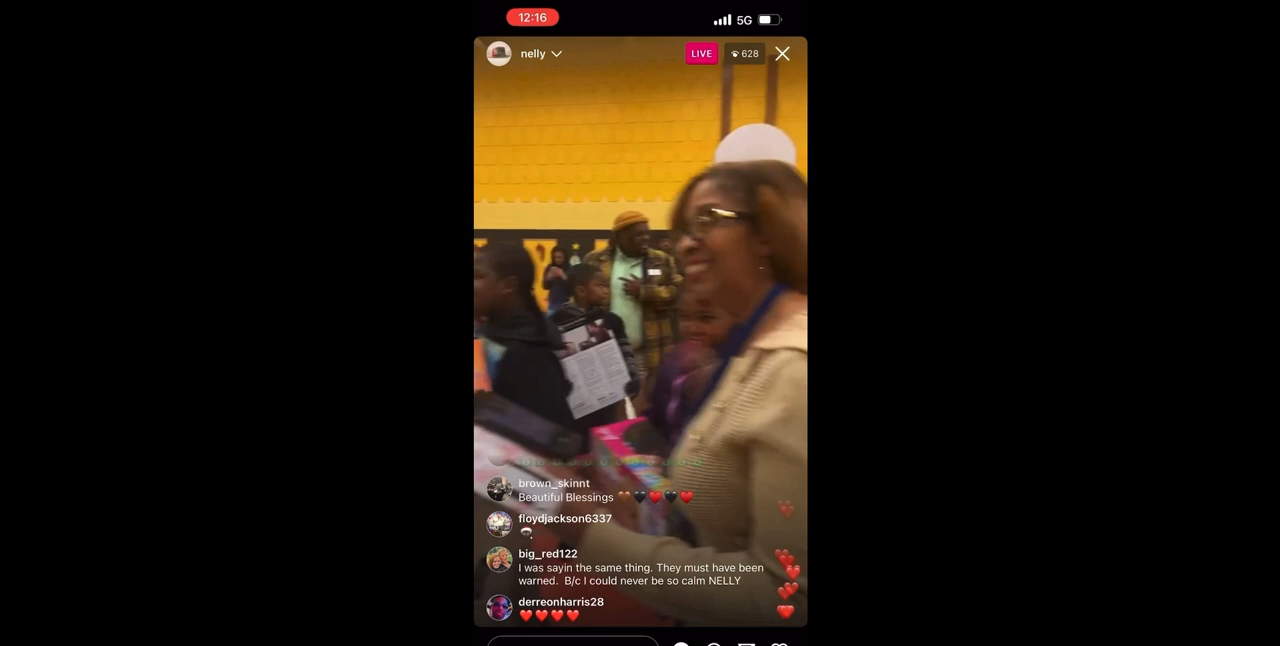 12:16
5G
nelly
LIVE
628
brown_skinnt
Beautiful Blessings 🤎🖤❤️🖤❤️
floydjackson6337
big_red122
I was sayin the same thing. They must have been
warned. B/c I could never be so calm NELLY
derreonharris28
❤️❤️❤️❤️